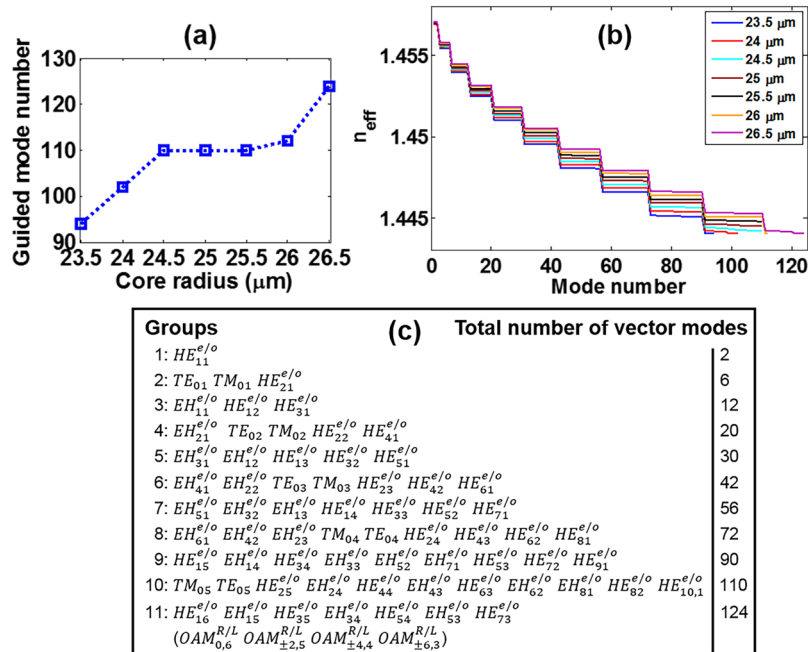 (a)
Guided mode number
130
120
110
100
90
23.5 24 24.5 25 25.5 26 26.5
Core radius (μm)
(b)
n_eff
1.455
1.45
1.445
0 20 40 60 80 100 120
Mode number
23.5 μm
24 μm
24.5 μm
25 μm
25.5 μm
26 μm
26.5 μm
Groups (c) Total number of vector modes
1: HE_11^e/o 2
2: TE_01 TM_01 HE_21^e/o 6
3: EH_11^e/o HE_12^e/o HE_31^e/o 12
4: EH_21^e/o TE_02 TM_02 HE_22^e/o HE_41^e/o 20
5: EH_31^e/o EH_12^e/o HE_13^e/o HE_32^e/o HE_51^e/o 30
6: EH_41^e/o EH_22^e/o TE_03 TM_03 HE_23^e/o HE_42^e/o HE_61^e/o 42
7: EH_51^e/o EH_32^e/o EH_13^e/o HE_14^e/o HE_33^e/o HE_52^e/o HE_71^e/o 56
8: EH_61^e/o EH_42^e/o EH_23^e/o TM_04 TE_04 HE_24^e/o HE_43^e/o HE_62^e/o HE_81^e/o 72
9: HE_15^e/o EH_14^e/o HE_34^e/o EH_33^e/o EH_52^e/o EH_71^e/o HE_53^e/o HE_72^e/o HE_91^e/o 90
10: TM_05 TE_05 HE_25^e/o EH_24^e/o HE_44^e/o EH_43^e/o HE_63^e/o EH_62^e/o EH_81^e/o HE_82^e/o HE_10,1^e/o 110
11: HE_16^e/o EH_15^e/o HE_35^e/o EH_34^e/o HE_54^e/o EH_53^e/o HE_73^e/o 124
(OAM_0,6^R/L OAM_±2,5^R/L OAM_±4,4^R/L OAM_±6,3^R/L)